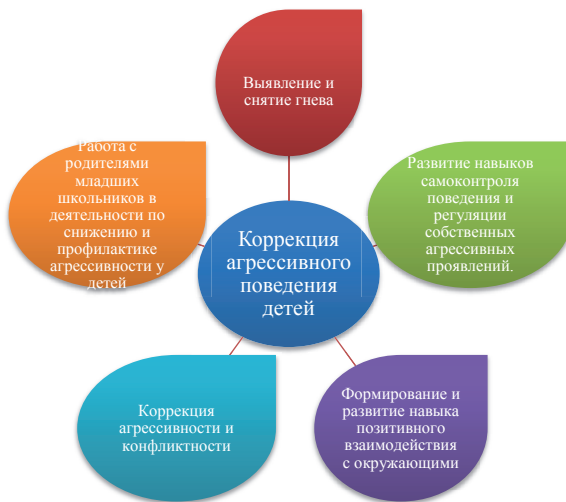 Выявление и
снятие гнева
Работа с
родителями
младших
школьников в
деятельности по
снижению и
профилактике
агрессивности у
детей
Развитие навыков
самоконтроля
поведения и
регуляции
собственных
агрессивных
проявлений.
Коррекция
агрессивного
поведения
детей
Коррекция
агрессивности и
конфликтности
Формирование и
развитие навыка
позитивного
взаимодействия
с окружающими